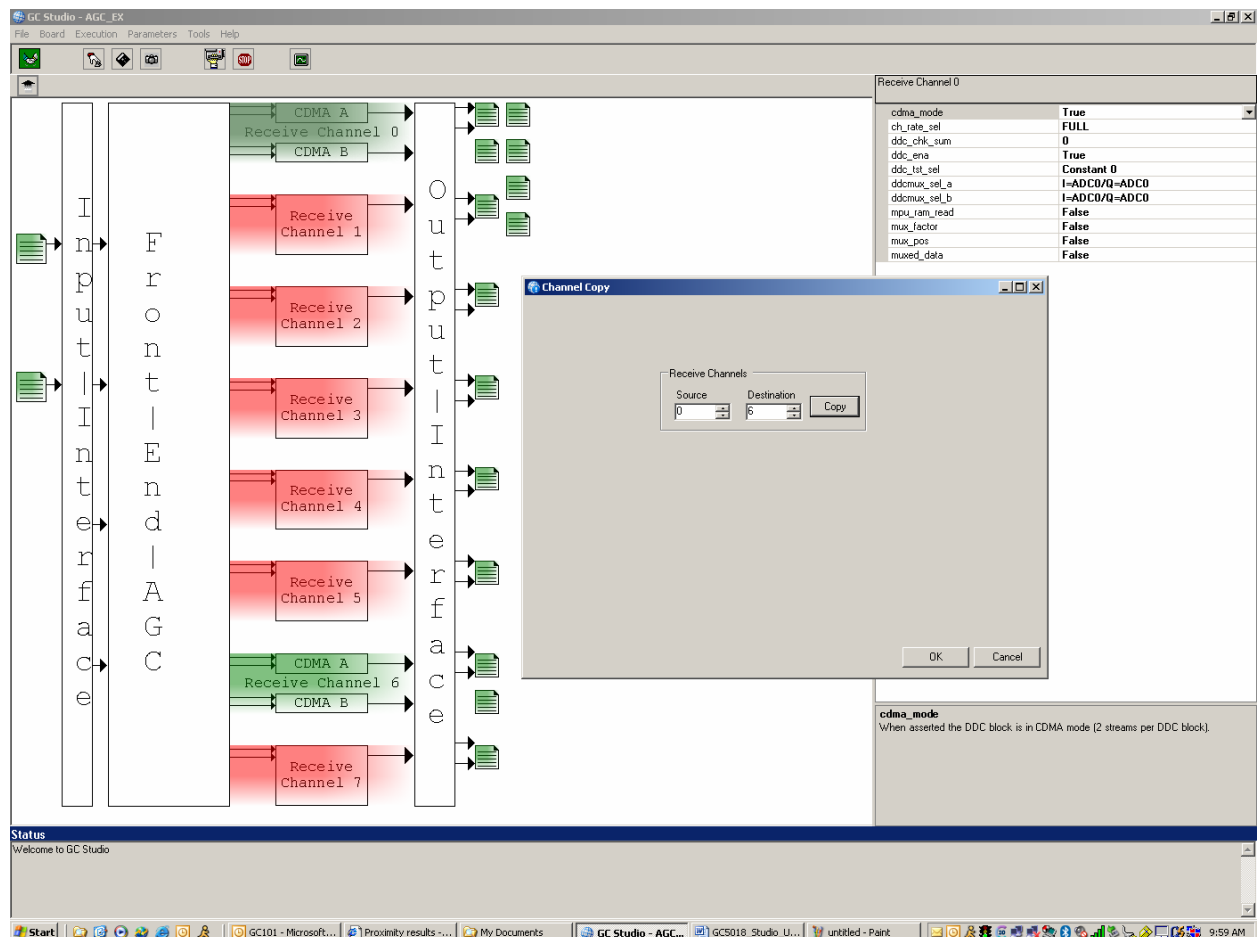 GC Studio - AGC_EX
File Board Execution Parameters Tools Help
STOP
Receive Channel 0
cdma_mode True
ch_rate_sel FULL
ddc_chk_sum 0
ddc_ena True
ddc_tst_sel Constant 0
ddcmux_sel_a I=ADC0/Q=ADC0
ddcmux_sel_b I=ADC0/Q=ADC0
mpu_ram_read False
mux_factor False
mux_pos False
muxed_data False
Input|Interface
Front|End|AGC
CDMA A
Receive Channel 0
CDMA B
Receive
Channel 1
Receive
Channel 2
Receive
Channel 3
Receive
Channel 4
Receive
Channel 5
CDMA A
Receive Channel 6
CDMA B
Receive
Channel 7
Output|Interface
Channel Copy
Receive Channels
Source Destination
0 6 Copy
OK Cancel
cdma_mode
When asserted the DDC block is in CDMA mode (2 streams per DDC block).
Status
Welcome to GC Studio
Start GC101 - Microsoft... Proximity results -... My Documents GC Studio - AGC... GC5018_Studio_U... untitled - Paint 9:59 AM